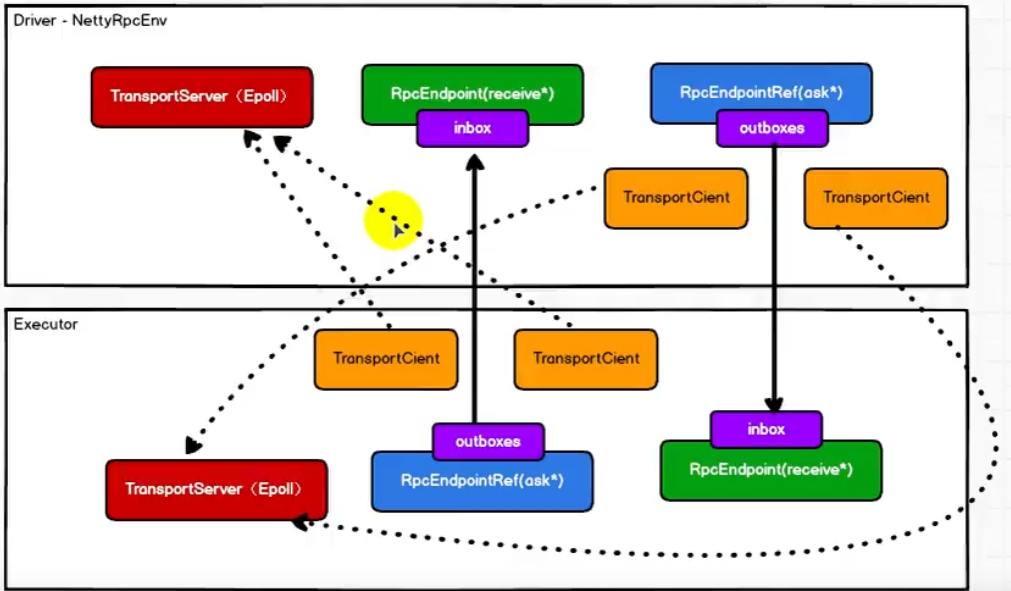 Driver - NettyRpcEnv
TransportServer（Epoll）
RpcEndpoint(receive*)
inbox
RpcEndpointRef(ask*)
outboxes
TransportCient
TransportCient
Executor
TransportCient
TransportCient
outboxes
RpcEndpointRef(ask*)
inbox
RpcEndpoint(receive*)
TransportServer（Epoll）